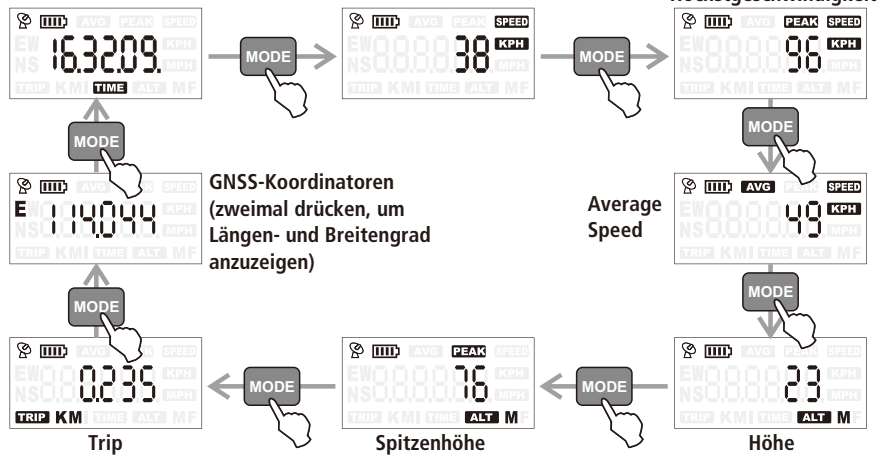 16.32.09.
TIME
MODE
SPEED
38 KPH
MODE
PEAK SPEED
96 KPH
MODE
MODE
E 114.044
GNSS-Koordinatoren
(zweimal drücken, um
Längen- und Breitengrad
anzuzeigen)
Average
Speed
AVG SPEED
49 KPH
MODE
MODE
0.235
TRIP KM
Trip
MODE
PEAK
76
ALT M
Spitzenhöhe
MODE
23
ALT M
Höhe